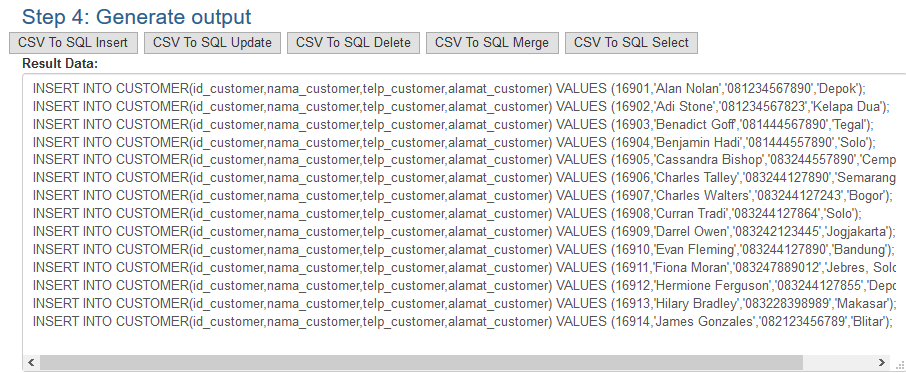 Step 4: Generate output
CSV To SQL Insert CSV To SQL Update CSV To SQL Delete CSV To SQL Merge CSV To SQL Select
Result Data:
INSERT INTO CUSTOMER(id_customer,nama_customer,telp_customer,alamat_customer) VALUES (16901,'Alan Nolan','081234567890','Depok');
INSERT INTO CUSTOMER(id_customer,nama_customer,telp_customer,alamat_customer) VALUES (16902,'Adi Stone','081234567823','Kelapa Dua');
INSERT INTO CUSTOMER(id_customer,nama_customer,telp_customer,alamat_customer) VALUES (16903,'Benadict Goff','081444567890','Tegal');
INSERT INTO CUSTOMER(id_customer,nama_customer,telp_customer,alamat_customer) VALUES (16904,'Benjamin Hadi','081444557890','Solo');
INSERT INTO CUSTOMER(id_customer,nama_customer,telp_customer,alamat_customer) VALUES (16905,'Cassandra Bishop','083244557890','Cemp
INSERT INTO CUSTOMER(id_customer,nama_customer,telp_customer,alamat_customer) VALUES (16906,'Charles Talley','083244127890','Semarang
INSERT INTO CUSTOMER(id_customer,nama_customer,telp_customer,alamat_customer) VALUES (16907,'Charles Walters','083244127243','Bogor');
INSERT INTO CUSTOMER(id_customer,nama_customer,telp_customer,alamat_customer) VALUES (16908,'Curran Tradi','083244127864','Solo');
INSERT INTO CUSTOMER(id_customer,nama_customer,telp_customer,alamat_customer) VALUES (16909,'Darrel Owen','083242123445','Jogjakarta');
INSERT INTO CUSTOMER(id_customer,nama_customer,telp_customer,alamat_customer) VALUES (16910,'Evan Fleming','083244127890','Bandung');
INSERT INTO CUSTOMER(id_customer,nama_customer,telp_customer,alamat_customer) VALUES (16911,'Fiona Moran','083247889012','Jebres, Solo
INSERT INTO CUSTOMER(id_customer,nama_customer,telp_customer,alamat_customer) VALUES (16912,'Hermione Ferguson','083244127855','Depo
INSERT INTO CUSTOMER(id_customer,nama_customer,telp_customer,alamat_customer) VALUES (16913,'Hilary Bradley','083228398989','Makasar');
INSERT INTO CUSTOMER(id_customer,nama_customer,telp_customer,alamat_customer) VALUES (16914,'James Gonzales','082123456789','Blitar');